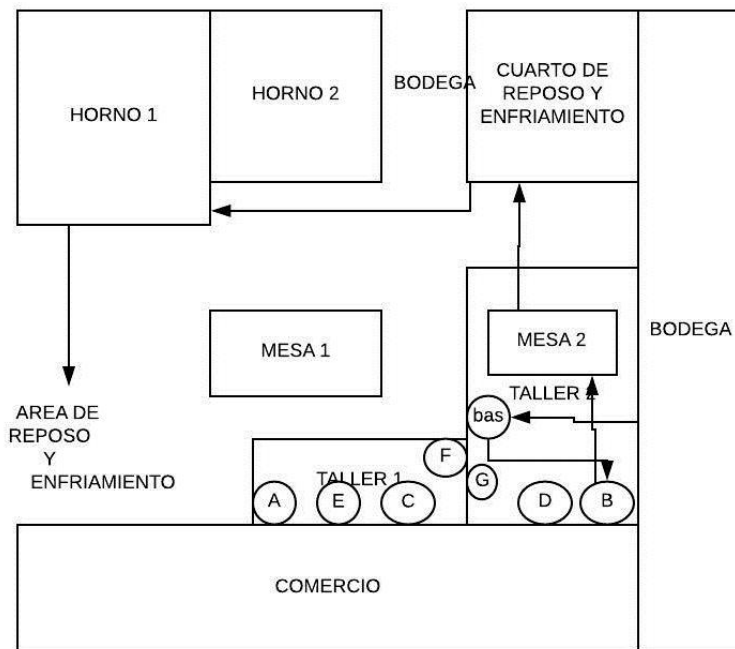 HORNO 1
HORNO 2
BODEGA
CUARTO DE
REPOSO Y
ENFRIAMIENTO
MESA 1
MESA 2
BODEGA
TALLER 2
bas
AREA DE
REPOSO
Y
ENFRIAMIENTO
TALLER 1
F
G
A
E
C
D
B
COMERCIO